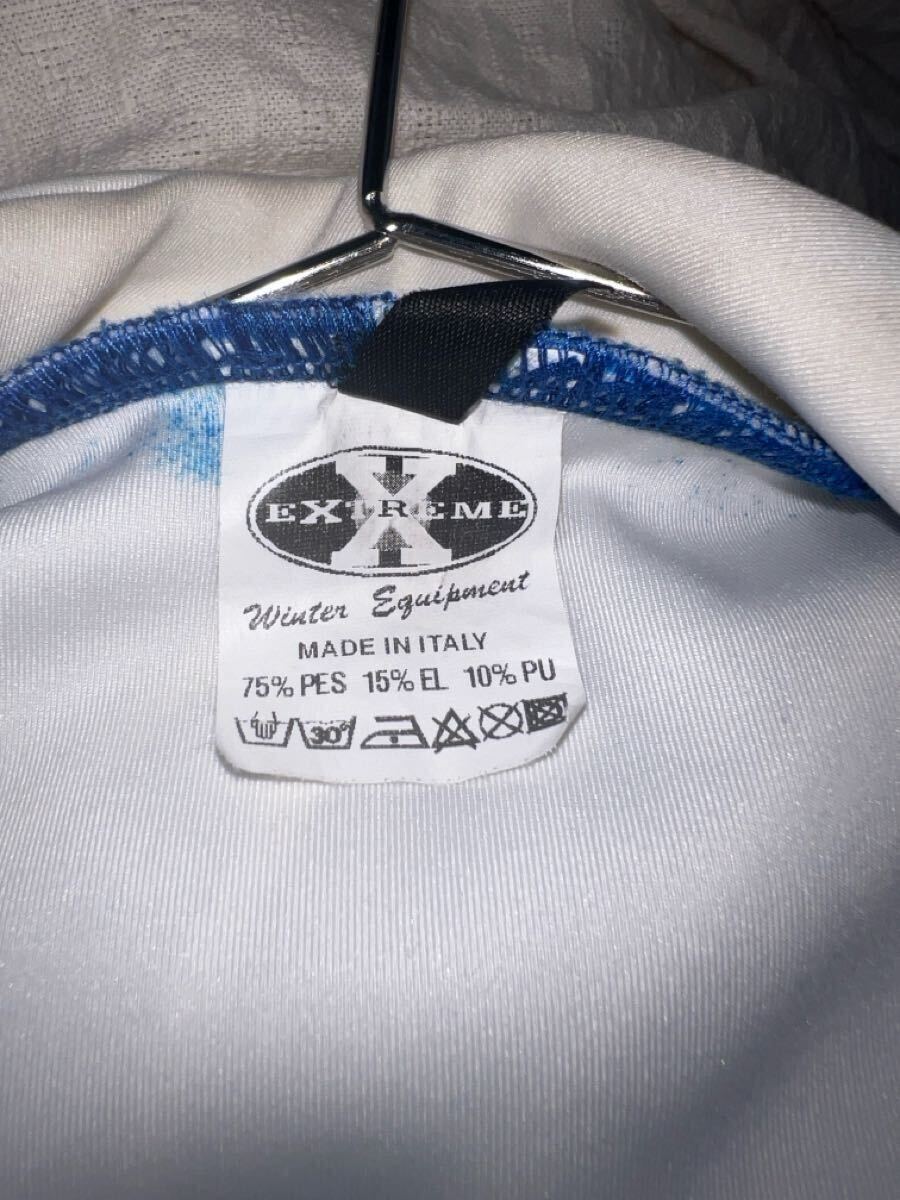 EXTREME
X
Winter Equipment
MADE IN ITALY
75% PES 15% EL 10% PU
30°